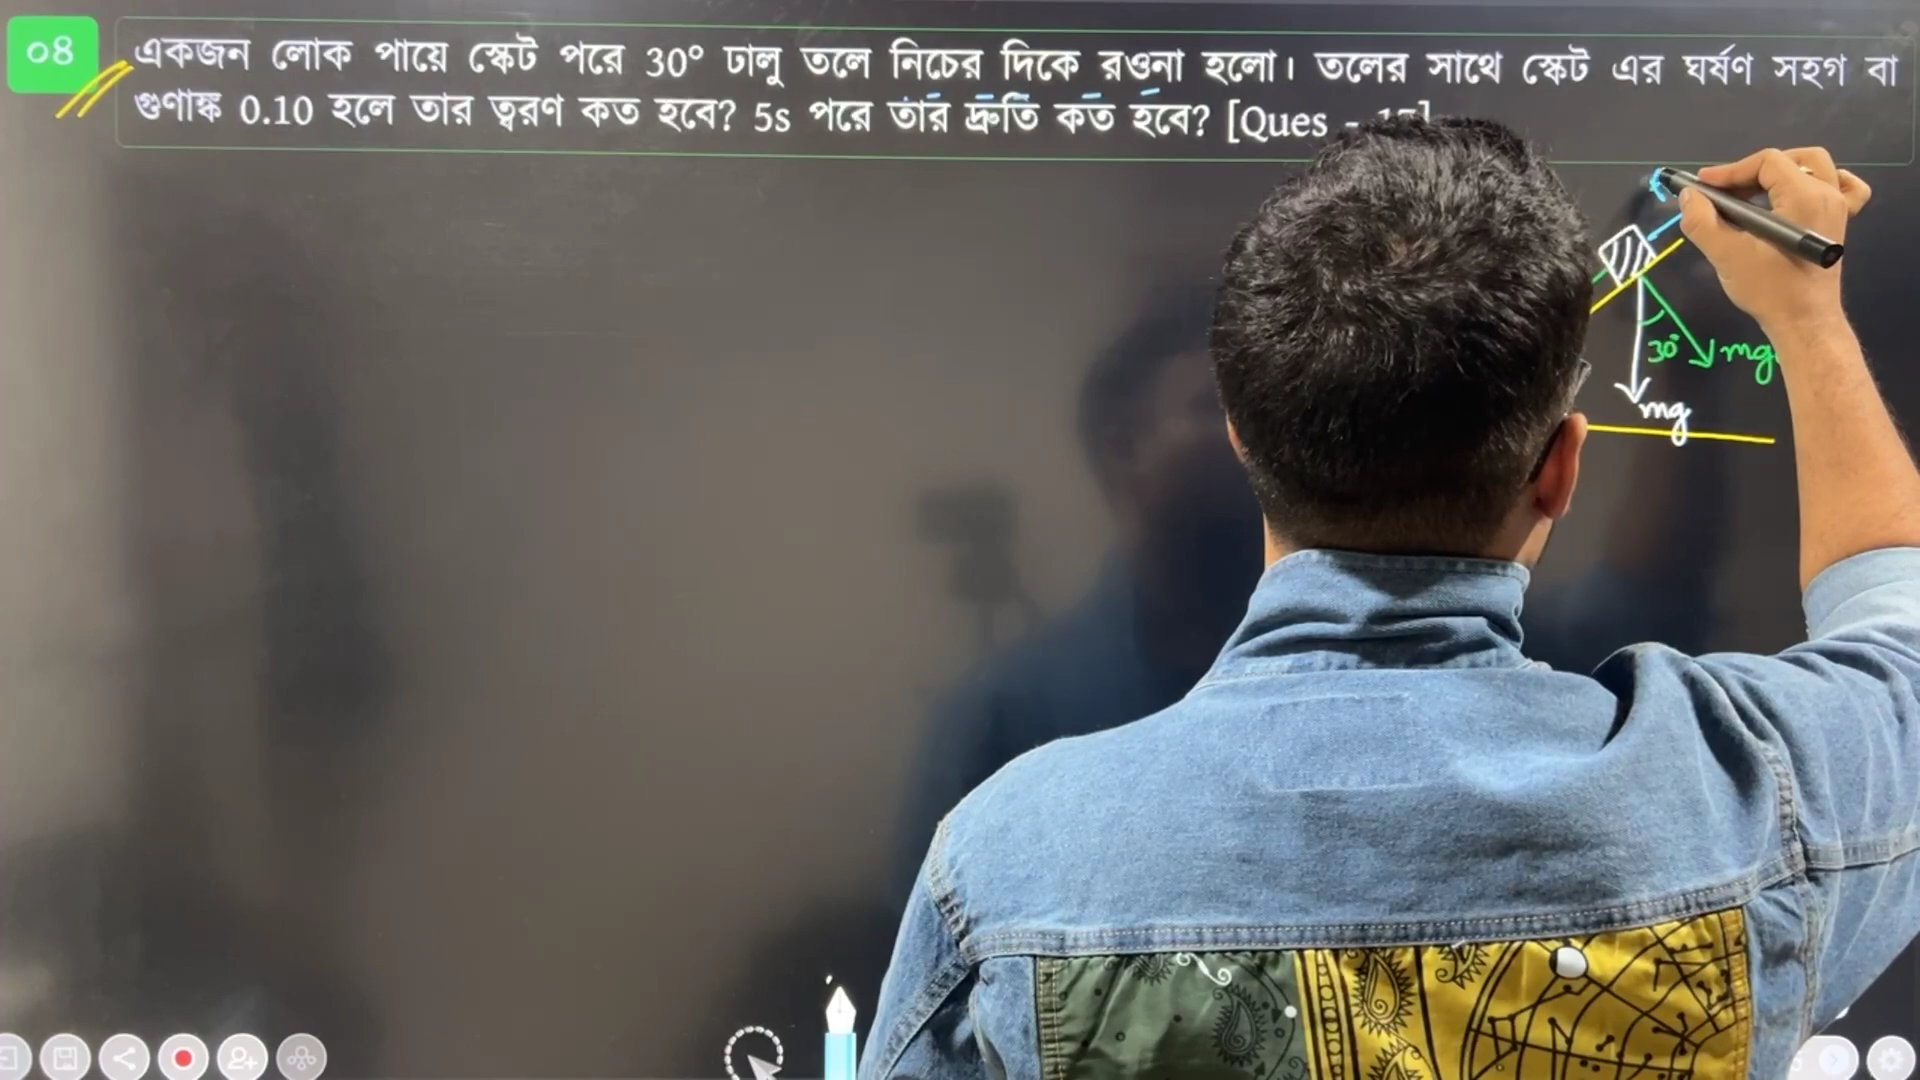 ০৪
একজন লোক পায়ে স্কেট পরে 30° ঢালু তলে নিচের দিকে রওনা হলো। তলের সাথে স্কেট এর ঘর্ষণ সহগ বা
গুণাঙ্ক 0.10 হলে তার ত্বরণ কত হবে? 5s পরে তার দ্রুতি কত হবে? [Ques -
30°
mg
mg